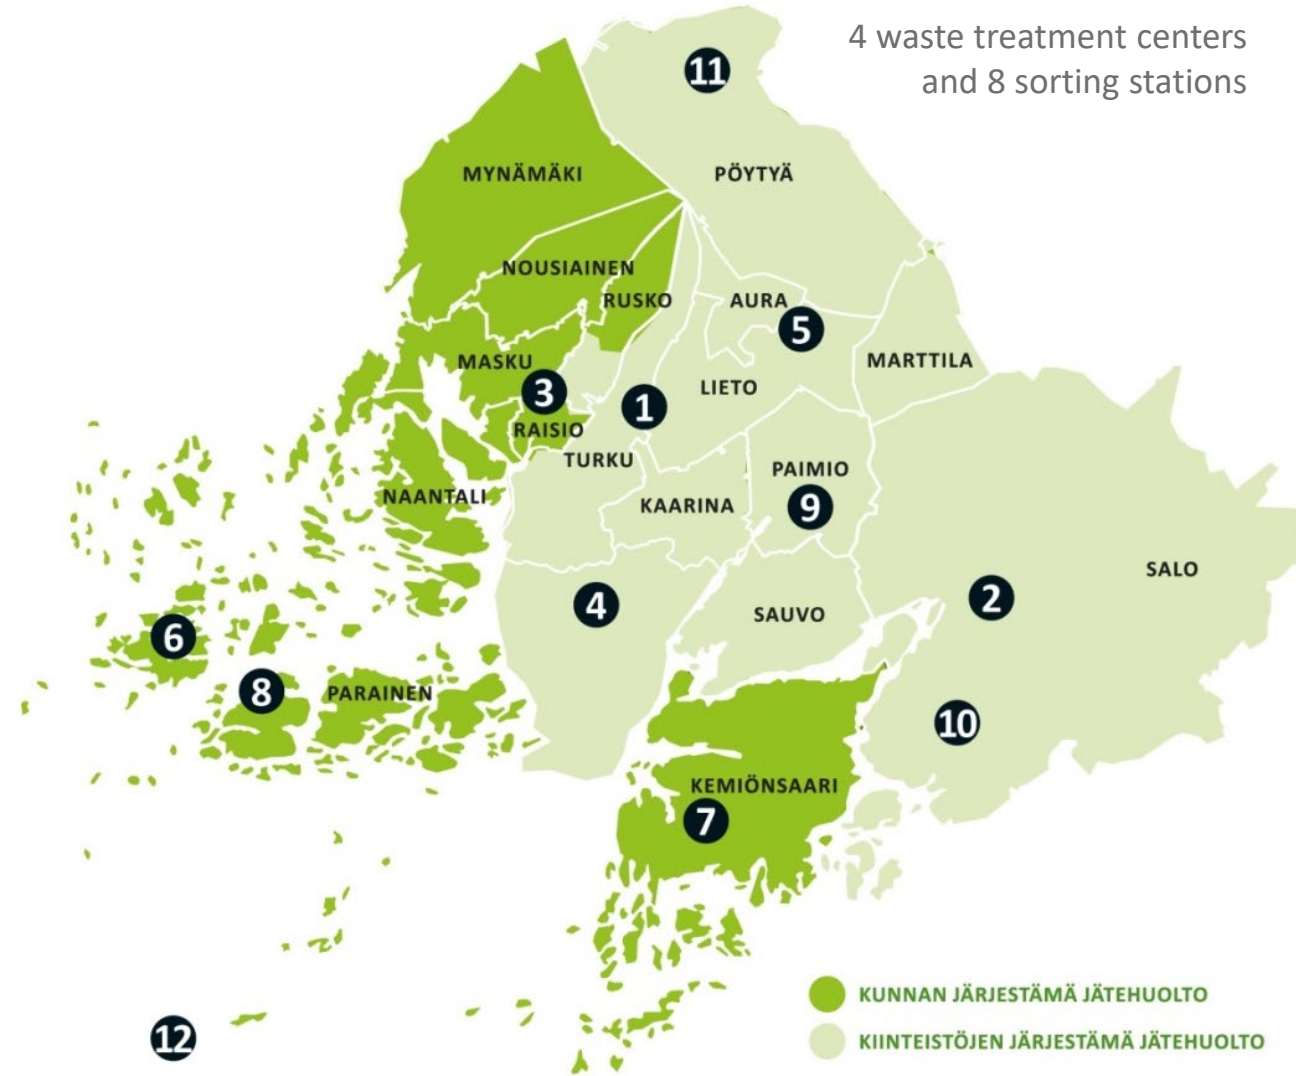 4 waste treatment centers
and 8 sorting stations
11
MYNÄMÄKI
PÖYTYÄ
NOUSIAINEN
RUSKO
AURA
5
MASKU
MARTTILA
3
LIETO
1
RAISIO
TURKU
PAIMIO
NAANTALI
KAARINA
9
SALO
2
4
SAUVO
6
8
PARAINEN
10
KEMIÖNSAARI
7
KUNNAN JÄRJESTÄMÄ JÄTEHUOLTO
12
KIINTEISTÖJEN JÄRJESTÄMÄ JÄTEHUOLTO